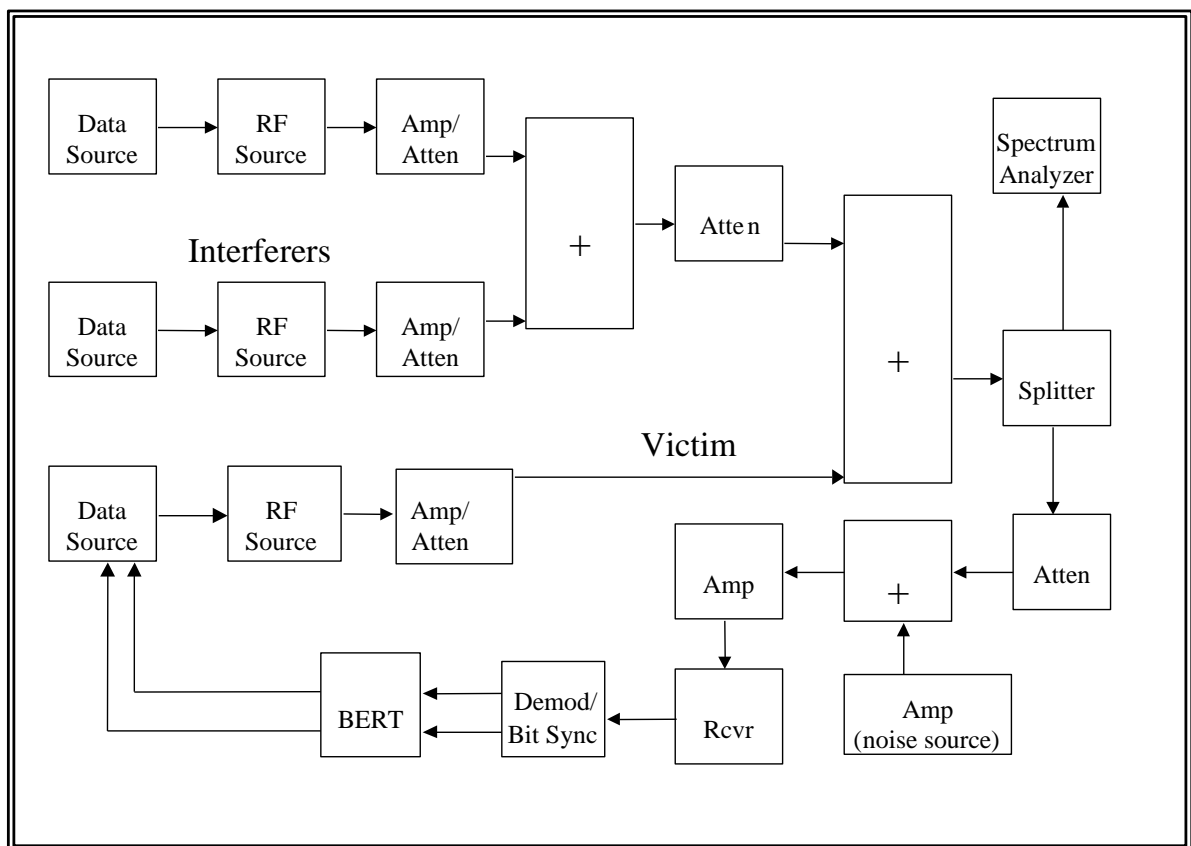 Data
Source
RF
Source
Amp/
Atten
+
Atten
Spectrum
Analyzer
Interferers
Data
Source
RF
Source
Amp/
Atten
+
Splitter
Victim
Data
Source
RF
Source
Amp/
Atten
Amp
+
Atten
BERT
Demod/
Bit Sync
Rcvr
Amp
(noise source)